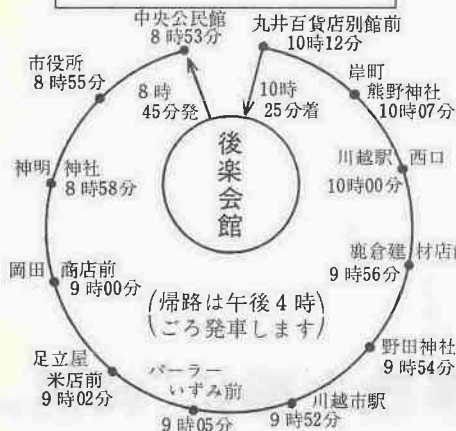 中央公民館
8時53分
丸井百貨店別館前
10時12分
市役所
8時55分
岸町
熊野神社
10時07分
8時
45分発
10時
25分着
神明 神社
8時58分
後楽会館
川越駅 西口
10時00分
岡田 商店前
9時00分
鹿倉建 材店
9時56分
(帰路は午後4時)
(ごろ発車します)
足立屋
米店前
9時02分
野田神社
9時54分
パーラー
いずみ前
9時05分
川越市駅
9時52分